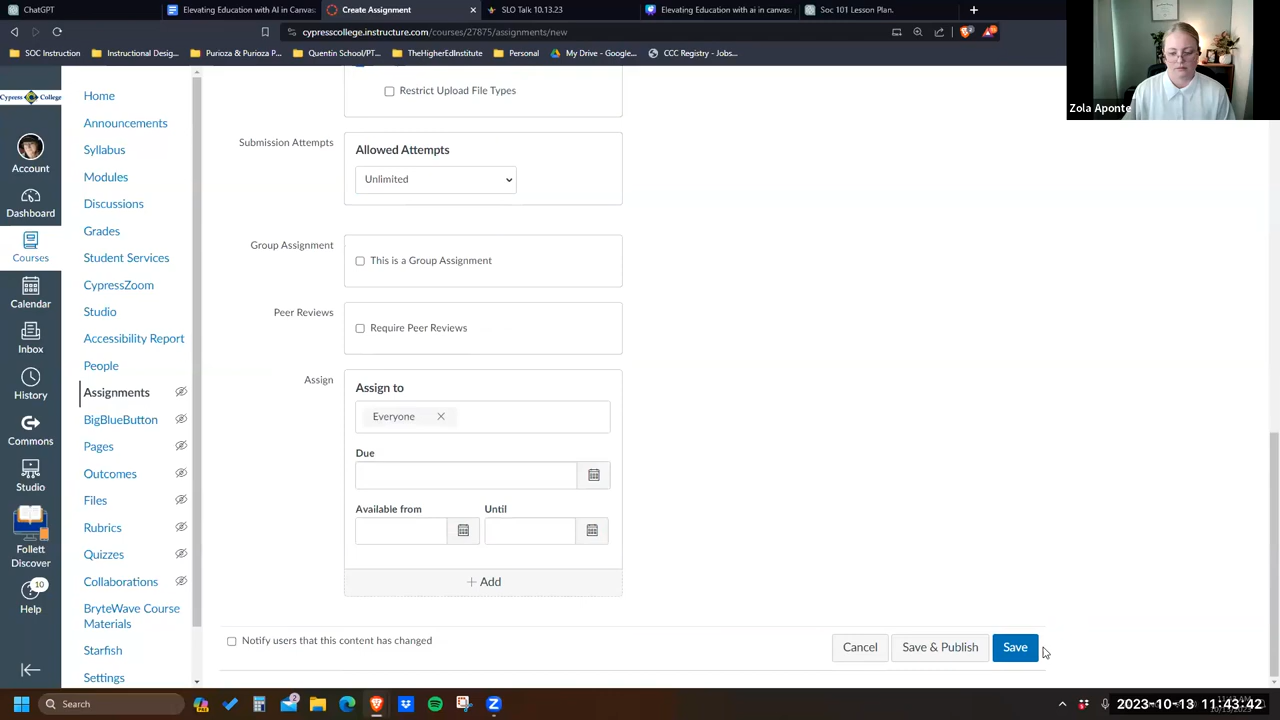 ChatGPT
Elevating Education with AI in Canvas:
Create Assignment
SLO Talk 10.13.23
Elevating Education with ai in canvas:
Soc 101 Lesson Plan.
cypresscollege.instructure.com/courses/27875/assignments/new
SOC Instruction
Instructional Desig...
Purioza & Purioza P...
Quentin School/PT...
TheHigherEdInstitute
Personal
My Drive - Google...
CCC Registry - Jobs...
Zola Aponte
Cypress College
Account
Dashboard
Courses
Calendar
Inbox
History
Commons
Studio
Follett
Discover
10
Help
Home
Announcements
Syllabus
Modules
Discussions
Grades
Student Services
CypressZoom
Studio
Accessibility Report
People
Assignments
BigBlueButton
Pages
Outcomes
Files
Rubrics
Quizzes
Collaborations
BryteWave Course
Materials
Starfish
Settings
Restrict Upload File Types
Submission Attempts
Allowed Attempts
Unlimited
Group Assignment
This is a Group Assignment
Peer Reviews
Require Peer Reviews
Assign
Assign to
Everyone
Due
Available from
Until
+ Add
Notify users that this content has changed
Cancel
Save & Publish
Save
Search
2
2023-10-13 11:43:42